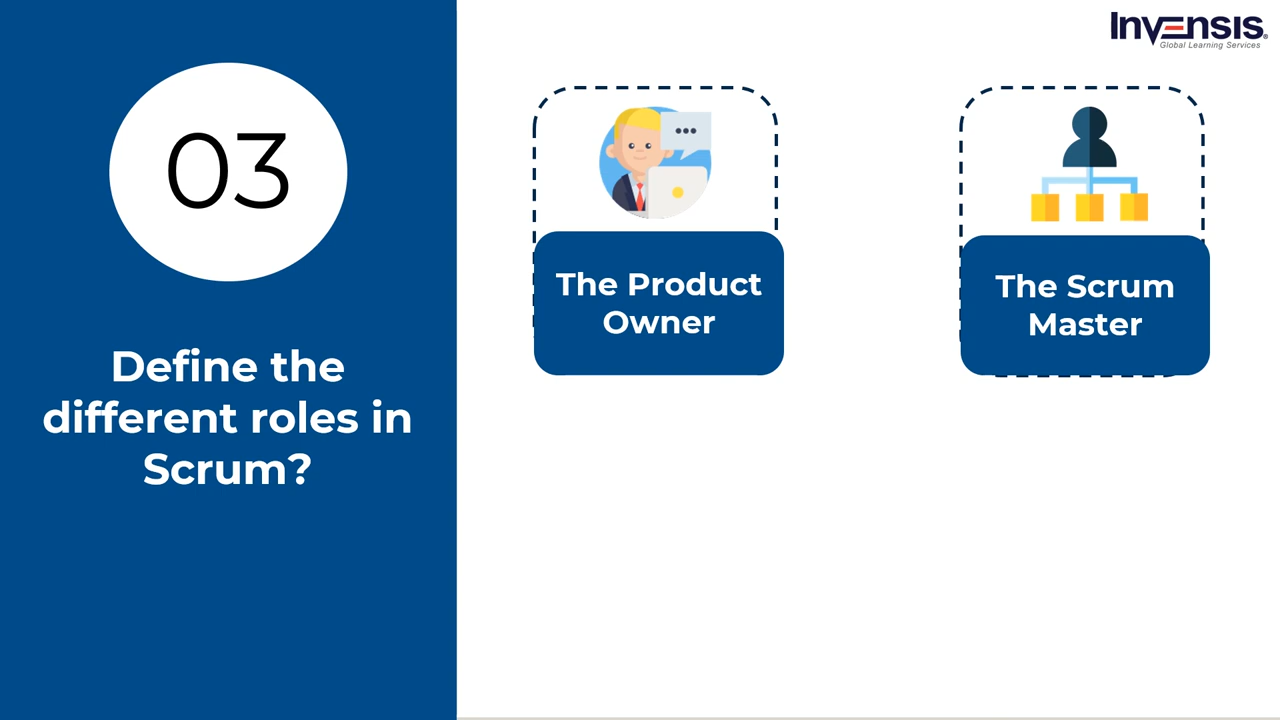 Invensis®
Global Learning Services
03
Define the
different roles in
Scrum?
The Product
Owner
The Scrum
Master